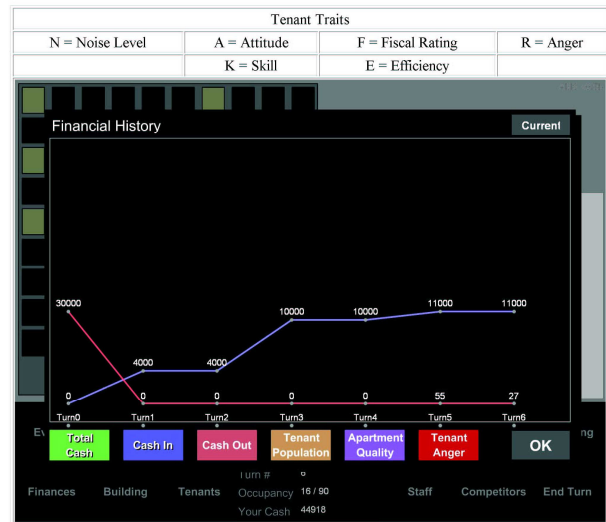 Tenant Traits
N = Noise Level A = Attitude F = Fiscal Rating R = Anger
K = Skill E = Efficiency
Financial History Current
30000
10000 10000 11000 11000
4000 4000
0 0 0 0 0 55 27
Turn0 Turn1 Turn2 Turn3 Turn4 Turn5 Turn6
Total Cash Cash In Cash Out Tenant Population Apartment Quality Tenant Anger OK
Turn #
Finances Building Tenants Occupancy 16 / 90 Staff Competitors End Turn
Your Cash 44918